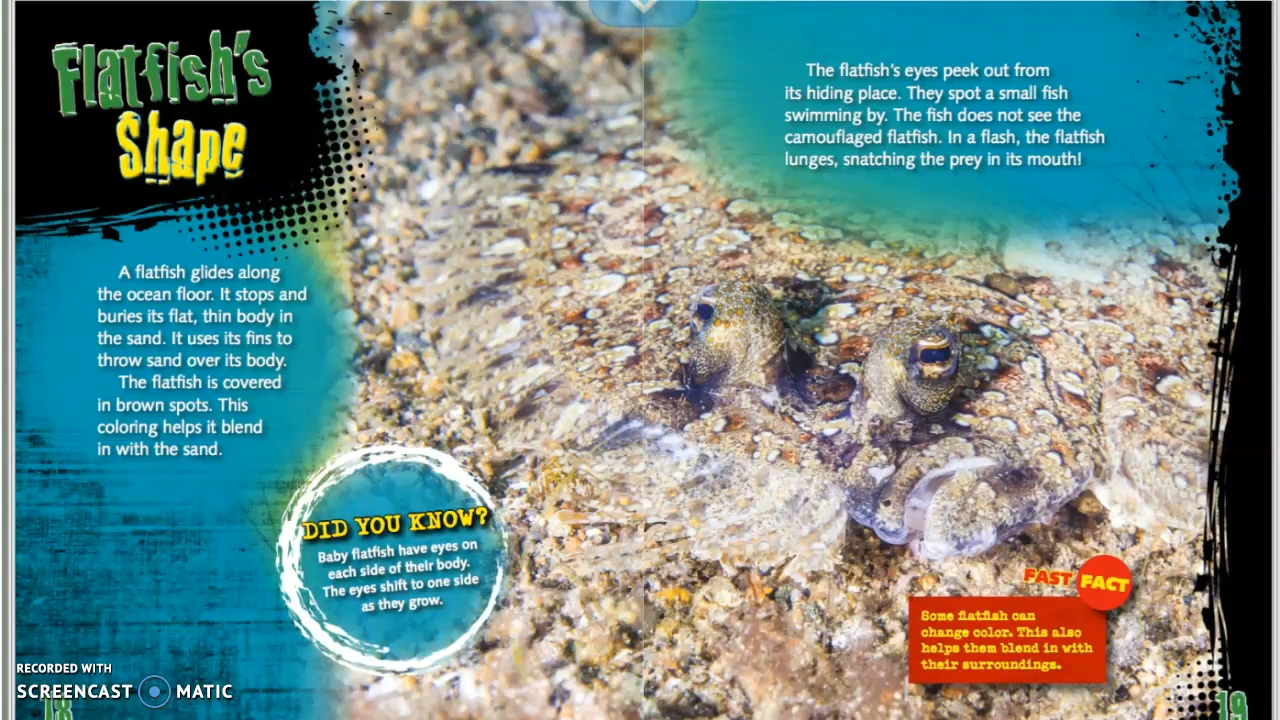 Flatfish's
Shape
A flatfish glides along
the ocean floor. It stops and
buries its flat, thin body in
the sand. It uses its fins to
throw sand over its body.
The flatfish is covered
in brown spots. This
coloring helps it blend
in with the sand.
DID YOU KNOW?
Baby flatfish have eyes on
each side of their body.
The eyes shift to one side
as they grow.
The flatfish's eyes peek out from
its hiding place. They spot a small fish
swimming by. The fish does not see the
camouflaged flatfish. In a flash, the flatfish
lunges, snatching the prey in its mouth!
FAST FACT
Some flatfish can
change color. This also
helps them blend in with
their surroundings.
RECORDED WITH
SCREENCAST MATIC
18
19